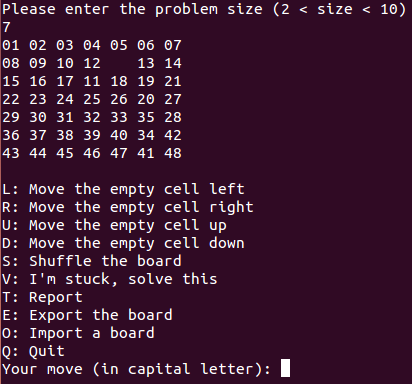 Please enter the problem size (2 < size < 10)
7
01 02 03 04 05 06 07
08 09 10 12    13 14
15 16 17 11 18 19 21
22 23 24 25 26 20 27
29 30 31 32 33 35 28
36 37 38 39 40 34 42
43 44 45 46 47 41 48

L: Move the empty cell left
R: Move the empty cell right
U: Move the empty cell up
D: Move the empty cell down
S: Shuffle the board
V: I'm stuck, solve this
T: Report
E: Export the board
O: Import a board
Q: Quit
Your move (in capital letter):